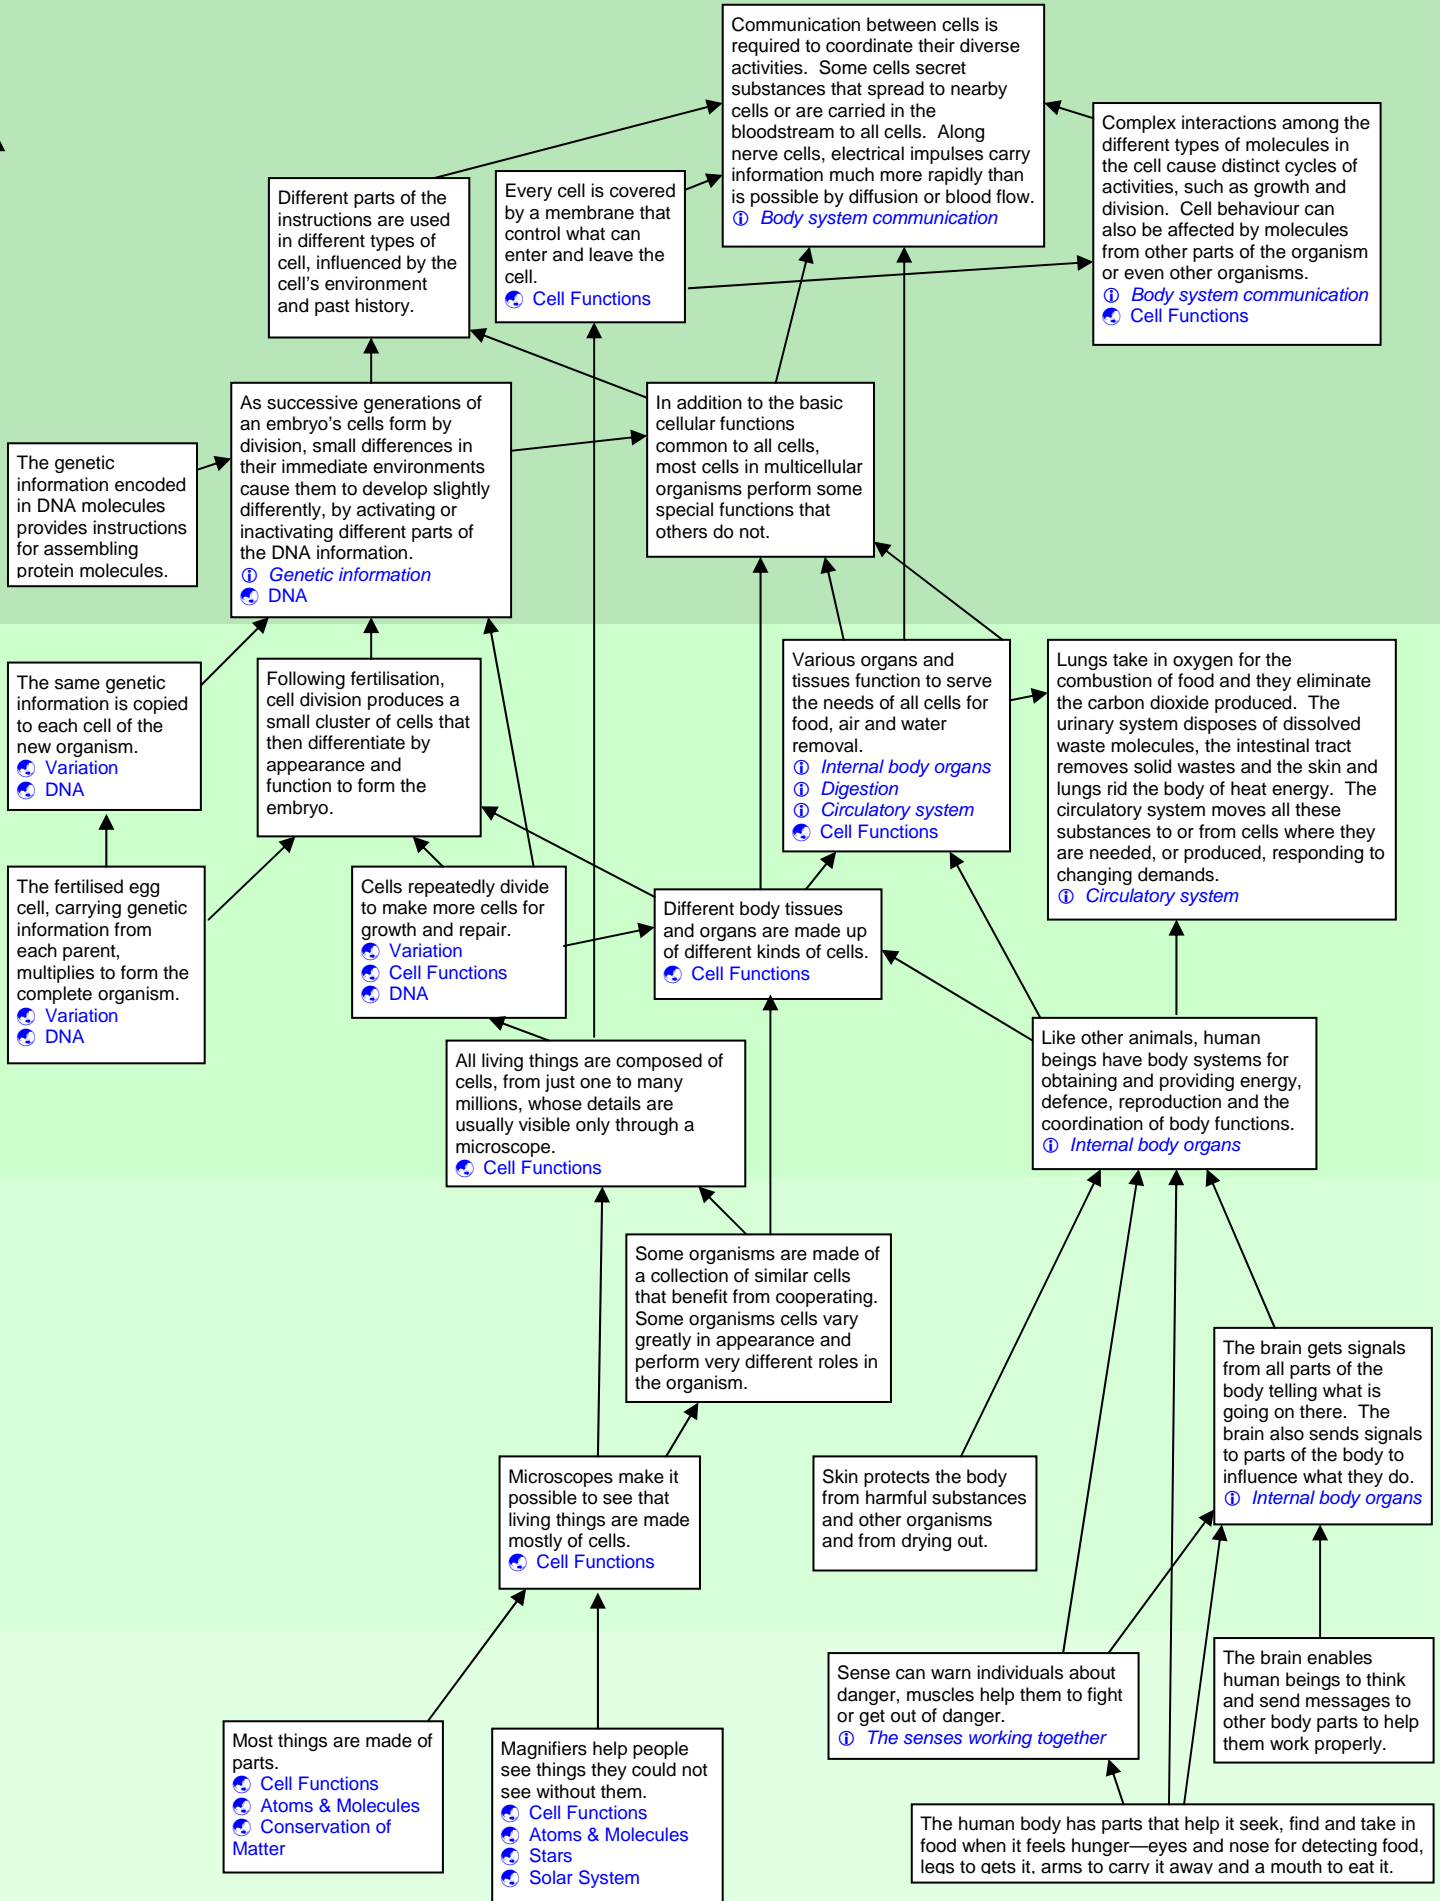 Communication between cells is
required to coordinate their diverse
activities.  Some cells secret
substances that spread to nearby
cells or are carried in the
bloodstream to all cells.  Along
nerve cells, electrical impulses carry
information much more rapidly than
is possible by diffusion or blood flow.
Body system communication
Complex interactions among the
different types of molecules in
the cell cause distinct cycles of
activities, such as growth and
division. Cell behaviour can
also be affected by molecules
from other parts of the organism
or even other organisms.
Body system communication
Cell Functions
Different parts of the
instructions are used
in different types of
cell, influenced by the
cell's environment
and past history.
Every cell is covered
by a membrane that
control what can
enter and leave the
cell.
Cell Functions
The genetic
information encoded
in DNA molecules
provides instructions
for assembling
protein molecules.
As successive generations of
an embryo's cells form by
division, small differences in
their immediate environments
cause them to develop slightly
differently, by activating or
inactivating different parts of
the DNA information.
Genetic information
DNA
In addition to the basic
cellular functions
common to all cells,
most cells in multicellular
organisms perform some
special functions that
others do not.
The same genetic
information is copied
to each cell of the
new organism.
Variation
DNA
Following fertilisation,
cell division produces a
small cluster of cells that
then differentiate by
appearance and
function to form the
embryo.
Various organs and
tissues function to serve
the needs of all cells for
food, air and water
removal.
Internal body organs
Digestion
Circulatory system
Cell Functions
Lungs take in oxygen for the
combustion of food and they eliminate
the carbon dioxide produced.  The
urinary system disposes of dissolved
waste molecules, the intestinal tract
removes solid wastes and the skin and
lungs rid the body of heat energy.  The
circulatory system moves all these
substances to or from cells where they
are needed, or produced, responding to
changing demands.
Circulatory system
The fertilised egg
cell, carrying genetic
information from
each parent,
multiplies to form the
complete organism.
Variation
DNA
Cells repeatedly divide
to make more cells for
growth and repair.
Variation
Cell Functions
DNA
Different body tissues
and organs are made up
of different kinds of cells.
Cell Functions
All living things are composed of
cells, from just one to many
millions, whose details are
usually visible only through a
microscope.
Cell Functions
Like other animals, human
beings have body systems for
obtaining and providing energy,
defence, reproduction and the
coordination of body functions.
Internal body organs
Some organisms are made of
a collection of similar cells
that benefit from cooperating.
Some organisms cells vary
greatly in appearance and
perform very different roles in
the organism.
The brain gets signals
from all parts of the
body telling what is
going on there.  The
brain also sends signals
to parts of the body to
influence what they do.
Internal body organs
Microscopes make it
possible to see that
living things are made
mostly of cells.
Cell Functions
Skin protects the body
from harmful substances
and other organisms
and from drying out.
Sense can warn individuals about
danger, muscles help them to fight
or get out of danger.
The senses working together
The brain enables
human beings to think
and send messages to
other body parts to help
them work properly.
Most things are made of
parts.
Cell Functions
Atoms & Molecules
Conservation of
Matter
Magnifiers help people
see things they could not
see without them.
Cell Functions
Atoms & Molecules
Stars
Solar System
The human body has parts that help it seek, find and take in
food when it feels hunger—eyes and nose for detecting food,
legs to gets it, arms to carry it away and a mouth to eat it.